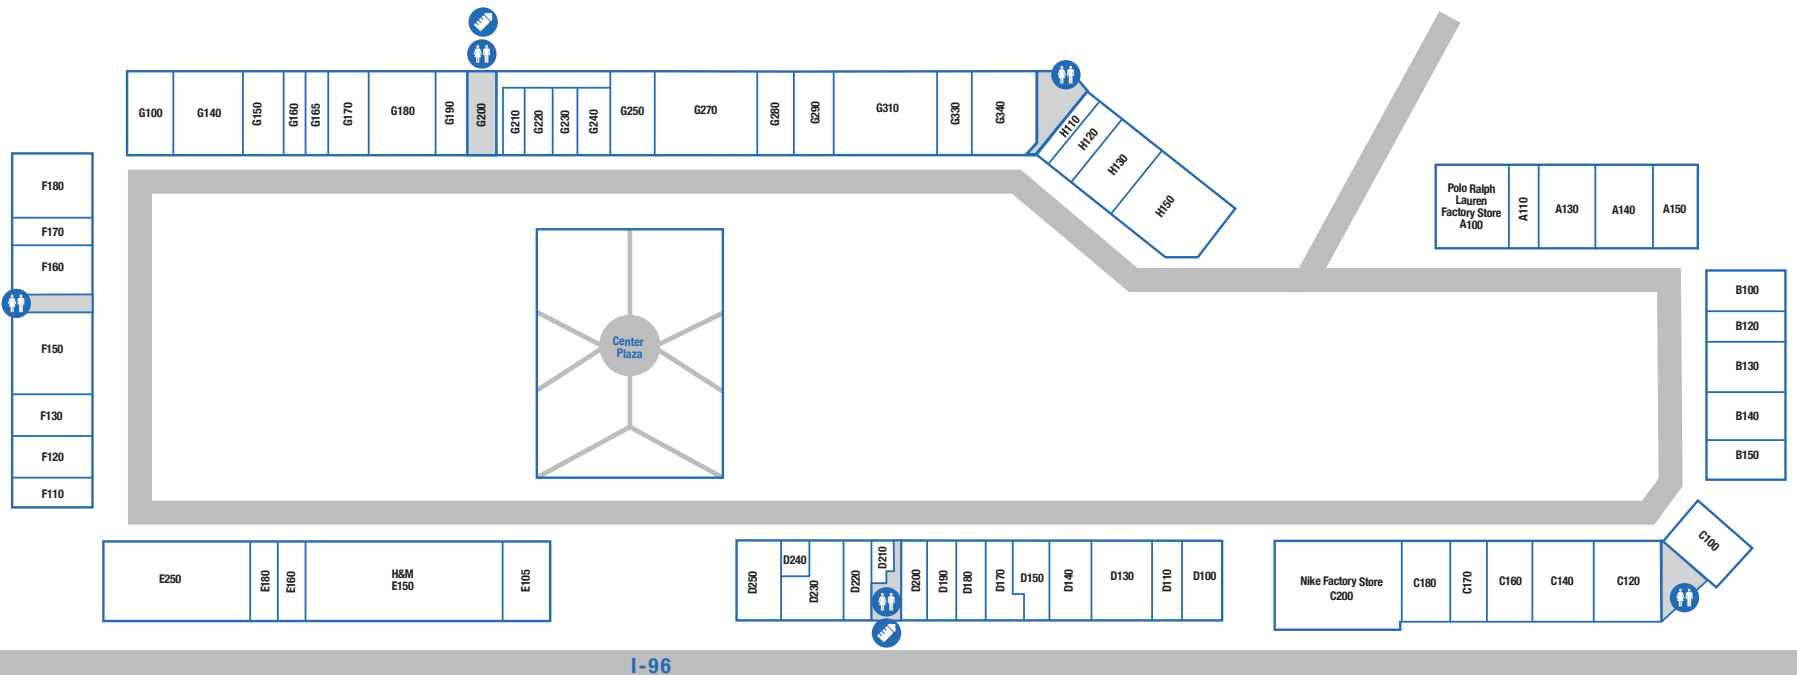 G100
G140
G150
G160
G165
G170
G180
G190
G200
G210
G220
G230
G240
G250
G270
G280
G290
G310
G330
G340
H110
H120
H130
H150
Polo Ralph
Lauren
Factory Store
A100
A110
A130
A140
A150
F180
F170
F160
F150
F130
F120
F110
Center
Plaza
B100
B120
B130
B140
B150
E250
E180
E160
H&M
E150
E105
D250
D240
D230
D220
D210
D200
D190
D180
D170
D150
D140
D130
D110
D100
Nike Factory Store
C200
C180
C170
C160
C140
C120
C100
I-96